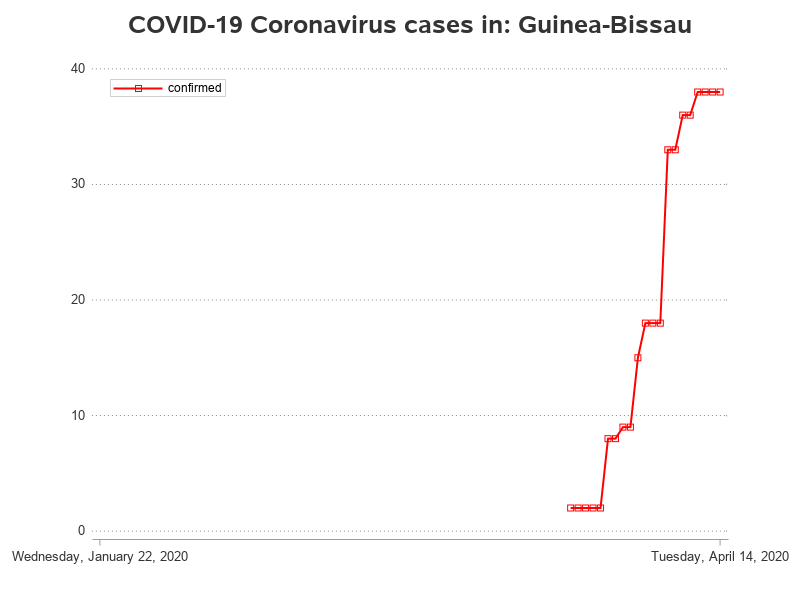 COVID-19 Coronavirus cases in: Guinea-Bissau
40
confirmed
30
20
10
0
Wednesday, January 22, 2020
Tuesday, April 14, 2020